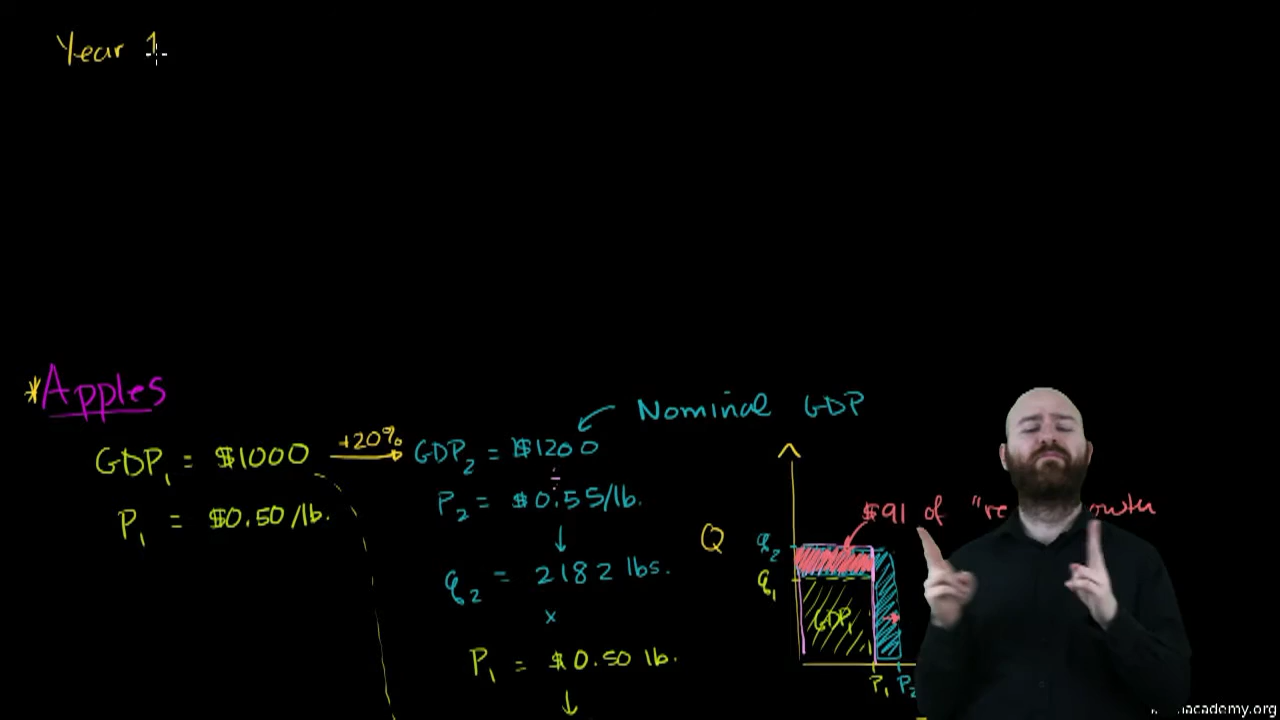 Year 1
*Apples
Nominal GDP
GDP₁ = $1000
+20%
GDP₂ = $1200
÷
P₁ = $0.50/lb.
P₂ = $0.55/lb.
q₂ = 2182 lbs.
x
P₁ = $0.50 lb.
$91 of
Q
q₂
q₁
GDP₁
P₁ P₂
academy.org